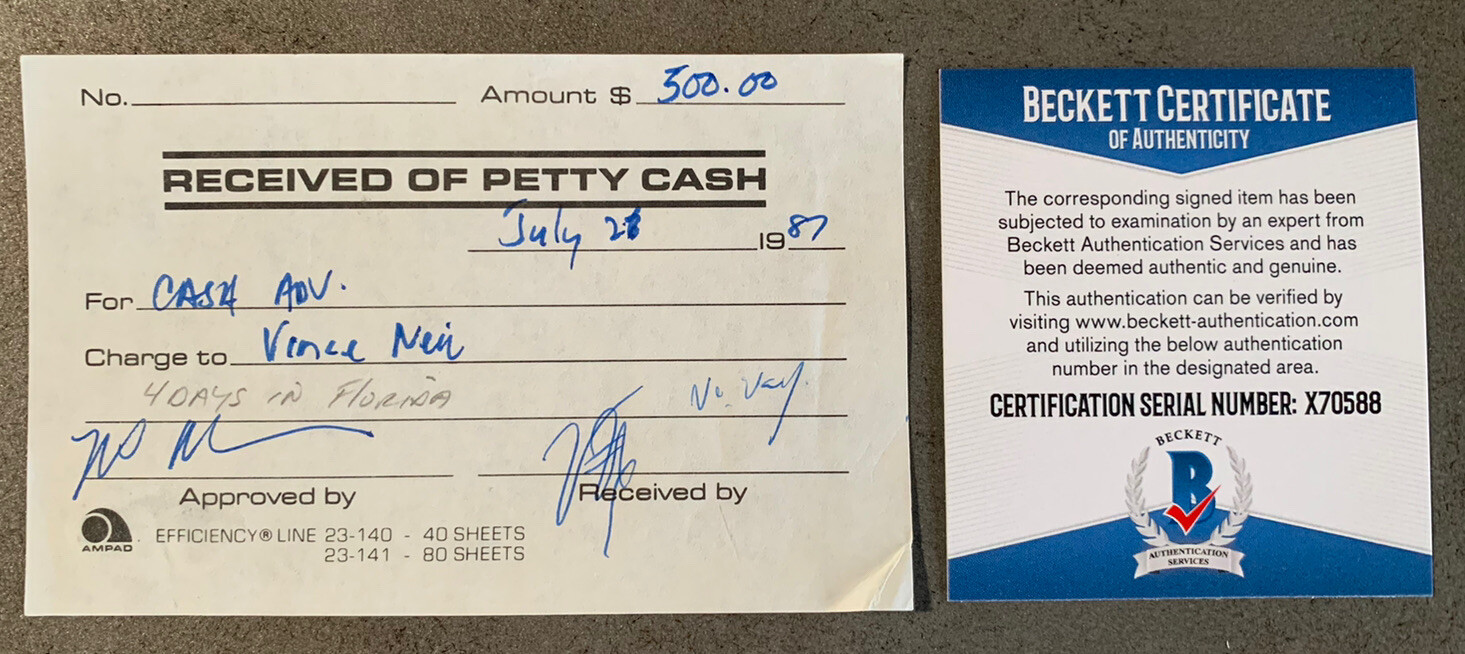 No. Amount $ 500.00
RECEIVED OF PETTY CASH
July 1987
For CASH ADV.
Charge to Vince Neil
4 DAYS IN FLORIDA
Approved by Received by
AMPAD
EFFICIENCY® LINE 23-140 - 40 SHEETS
23-141 - 80 SHEETS
BECKETT CERTIFICATE
OF AUTHENTICITY
The corresponding signed item has been
subjected to examination by an expert from
Beckett Authentication Services and has
been deemed authentic and genuine.
This authentication can be verified by
visiting www.beckett-authentication.com
and utilizing the below authentication
number in the designated area.
CERTIFICATION SERIAL NUMBER: X70588
BECKETT
B
AUTHENTICATION
SERVICES